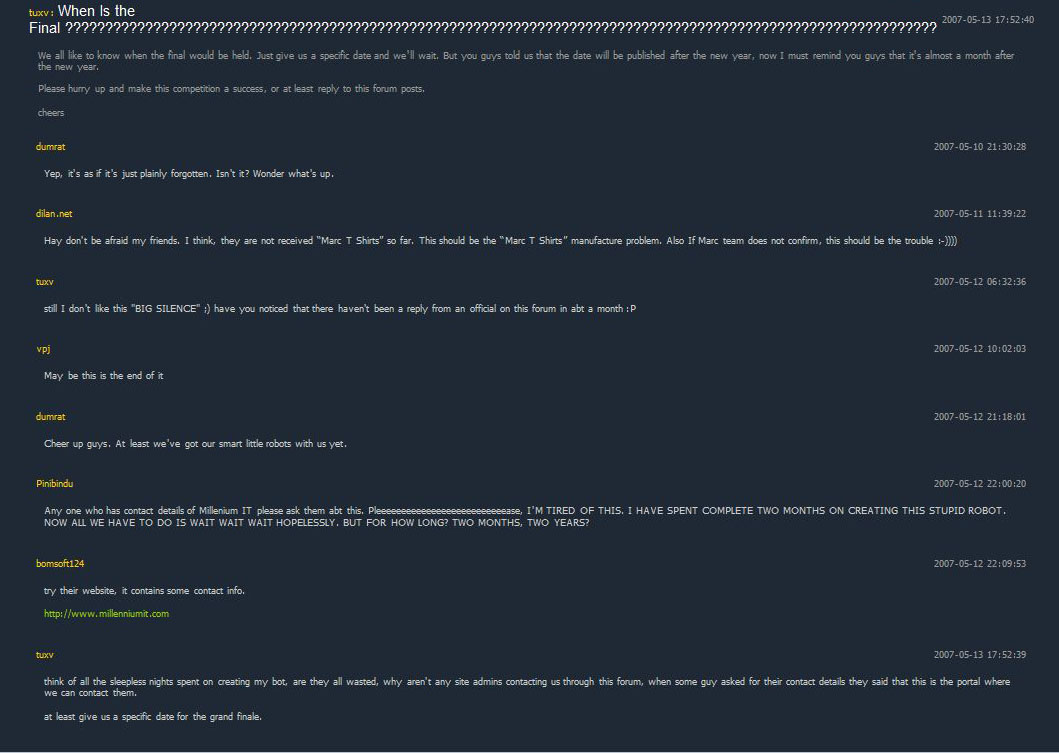 tuxv: When Is the
Final ?????????????????????????????????????????????????????????????????????????????????????????????????????????????? 2007-05-13 17:52:40
We all like to know when the final would be held. Just give us a specific date and we'll wait. But you guys told us that the date will be published after the new year, now I must remind you guys that it's almost a month after
the new year.
Please hurry up and make this competition a success, or at least reply to this forum posts.
cheers
dumrat 2007-05-10 21:30:28
Yep, it's as if it's just plainly forgotten. Isn't it? Wonder what's up.
dilan.net 2007-05-11 11:39:22
Hay don't be afraid my friends. I think, they are not received “Marc T Shirts” so far. This should be the “Marc T Shirts” manufacture problem. Also If Marc team does not confirm, this should be the trouble :-))))
tuxv 2007-05-12 06:32:36
still I don't like this "BIG SILENCE" ;) have you noticed that there haven't been a reply from an official on this forum in abt a month :P
vpj 2007-05-12 10:02:03
May be this is the end of it
dumrat 2007-05-12 21:18:01
Cheer up guys. At least we've got our smart little robots with us yet.
Pinibindu 2007-05-12 22:00:20
Any one who has contact details of Millenium IT please ask them abt this. Pleeeeeeeeeeeeeeeeeeeeeeeeeeease, I'M TIRED OF THIS. I HAVE SPENT COMPLETE TWO MONTHS ON CREATING THIS STUPID ROBOT.
NOW ALL WE HAVE TO DO IS WAIT WAIT WAIT HOPELESSLY. BUT FOR HOW LONG? TWO MONTHS, TWO YEARS?
bomsoft124 2007-05-12 22:09:53
try their website, it contains some contact info.
http://www.millenniumit.com
tuxv 2007-05-13 17:52:39
think of all the sleepless nights spent on creating my bot, are they all wasted, why aren't any site admins contacting us through this forum, when some guy asked for their contact details they said that this is the portal where
we can contact them.
at least give us a specific date for the grand finale.